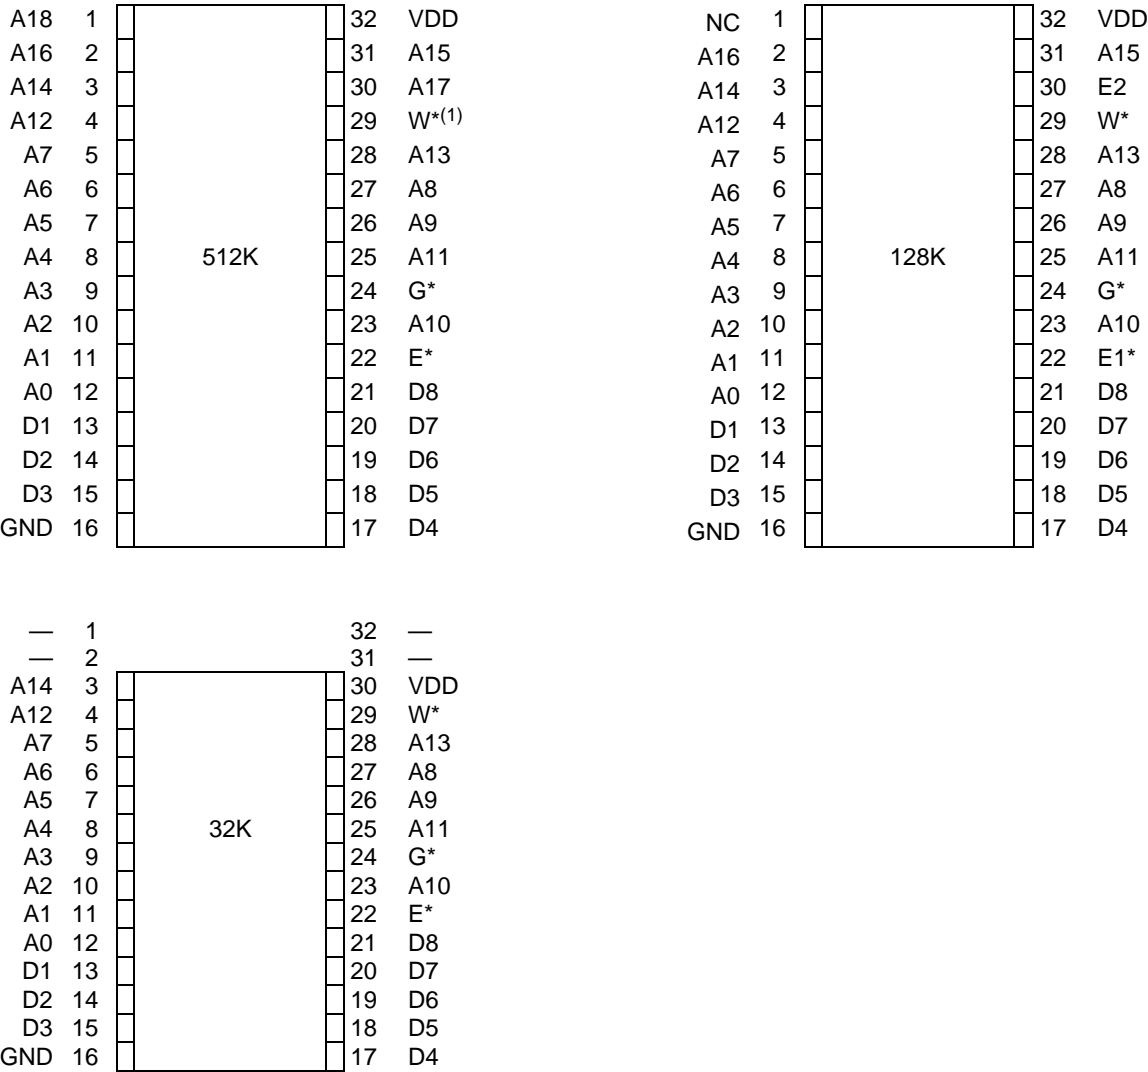 A18 1 32 VDD
A16 2 31 A15
A14 3 30 A17
A12 4 29 W*(1)
A7 5 28 A13
A6 6 27 A8
A5 7 26 A9
A4 8 512K 25 A11
A3 9 24 G*
A2 10 23 A10
A1 11 22 E*
A0 12 21 D8
D1 13 20 D7
D2 14 19 D6
D3 15 18 D5
GND 16 17 D4
NC 1 32 VDD
A16 2 31 A15
A14 3 30 E2
A12 4 29 W*
A7 5 28 A13
A6 6 27 A8
A5 7 26 A9
A4 8 128K 25 A11
A3 9 24 G*
A2 10 23 A10
A1 11 22 E1*
A0 12 21 D8
D1 13 20 D7
D2 14 19 D6
D3 15 18 D5
GND 16 17 D4
— 1 32 —
— 2 31 —
A14 3 30 VDD
A12 4 29 W*
A7 5 28 A13
A6 6 27 A8
A5 7 26 A9
A4 8 32K 25 A11
A3 9 24 G*
A2 10 23 A10
A1 11 22 E*
A0 12 21 D8
D1 13 20 D7
D2 14 19 D6
D3 15 18 D5
GND 16 17 D4